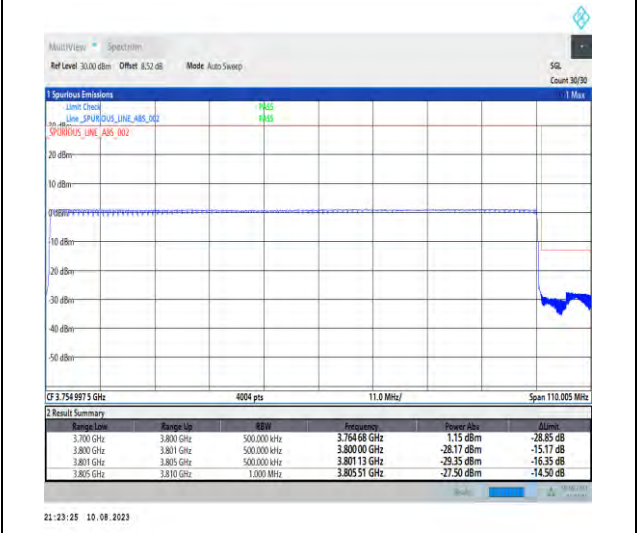 MultiView Spectrum
Ref Level 30.00 dBm Offset 8.52 dB Mode Auto Sweep SGL
Count 30/30
1 Spurious Emissions 1 Max
Limit Check PASS
Line _SPURIOUS_LINE_ABS_002 PASS
_SPURIOUS_LINE_ABS_002
20 dBm
10 dBm
0 dBm
-10 dBm
-20 dBm
-30 dBm
-40 dBm
-50 dBm
CF 3.754 997 5 GHz 4004 pts 11.0 MHz/ Span 110.005 MHz
2 Result Summary
Range Low Range Up RBW Frequency Power Abs ΔLimit
3.700 GHz 3.800 GHz 500.000 kHz 3.764 68 GHz 1.15 dBm -28.85 dB
3.800 GHz 3.801 GHz 500.000 kHz 3.800 00 GHz -28.17 dBm -15.17 dB
3.801 GHz 3.805 GHz 500.000 kHz 3.801 13 GHz -29.35 dBm -16.35 dB
3.805 GHz 3.810 GHz 1.000 MHz 3.805 51 GHz -27.50 dBm -14.50 dB
21:23:25 10.08.2023